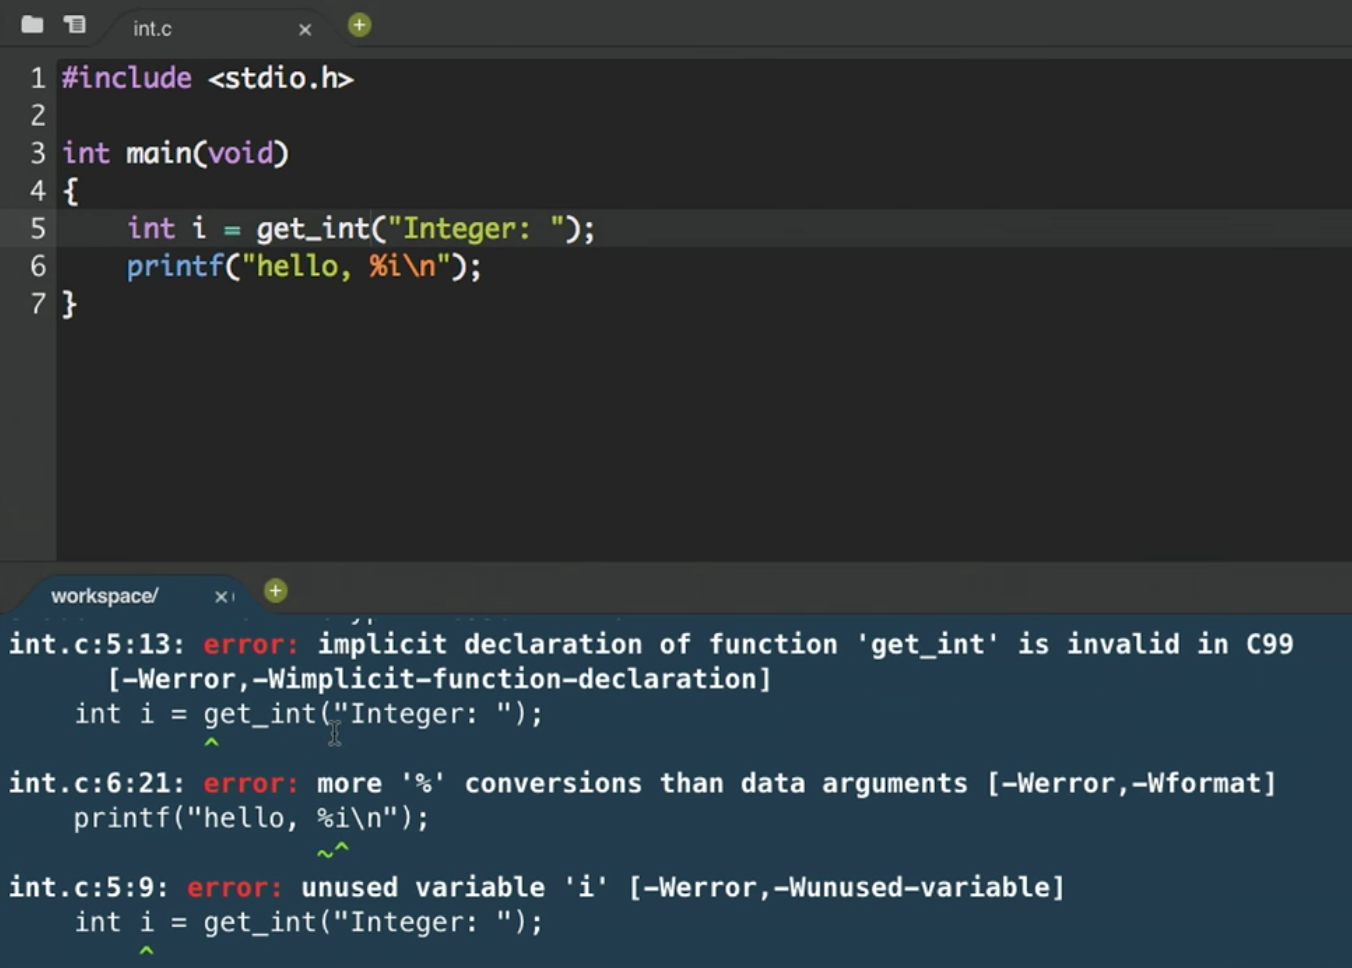 int.c
1 #include <stdio.h>
2
3 int main(void)
4 {
5     int i = get_int("Integer: ");
6     printf("hello, %i\n");
7 }
workspace/
int.c:5:13: error: implicit declaration of function 'get_int' is invalid in C99
      [-Werror,-Wimplicit-function-declaration]
    int i = get_int("Integer: ");
            ^
int.c:6:21: error: more '%' conversions than data arguments [-Werror,-Wformat]
    printf("hello, %i\n");
                   ~^
int.c:5:9: error: unused variable 'i' [-Werror,-Wunused-variable]
    int i = get_int("Integer: ");
        ^